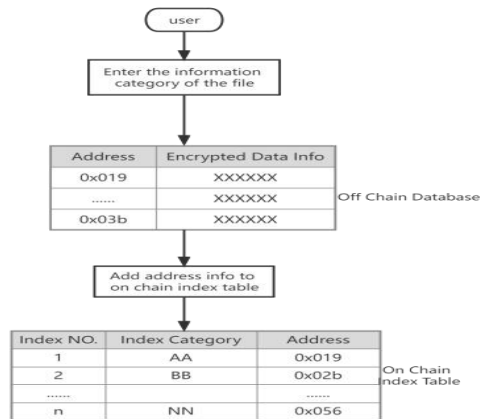 user
Enter the information
category of the file
Address Encrypted Data Info
0x019 XXXXXX
...... XXXXXX
0x03b XXXXXX
Off Chain Database
Add address info to
on chain index table
Index NO. Index Category Address
1 AA 0x019
2 BB 0x02b
...... ......
n NN 0x056
On Chain
Index Table